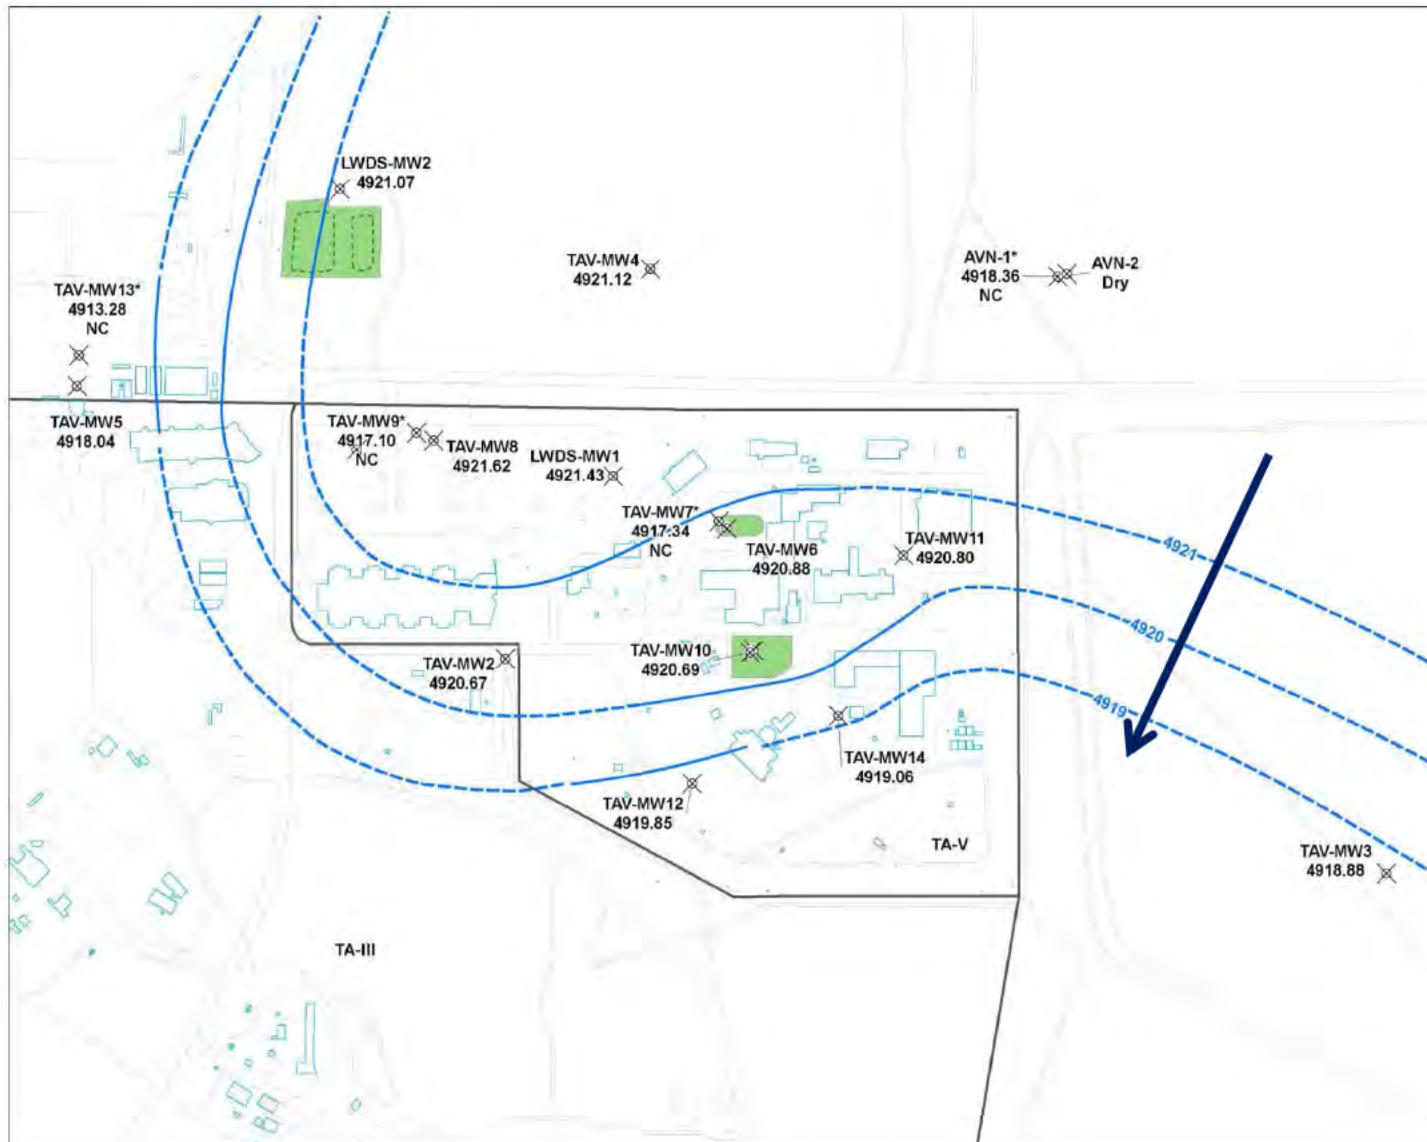 LWDS-MW2
4921.07
TAV-MW4
4921.12
AVN-1*
4918.36
NC
AVN-2
Dry
TAV-MW13*
4913.28
NC
TAV-MW5
4918.04
TAV-MW9*
4917.10
NC
TAV-MW8
4921.62
LWDS-MW1
4921.43
TAV-MW7*
4917.34
NC
TAV-MW6
4920.88
TAV-MW11
4920.80
4921
4920
4919
TAV-MW2
4920.67
TAV-MW10
4920.69
TAV-MW14
4919.06
TAV-MW12
4919.85
TA-V
TAV-MW3
4918.88
TA-III